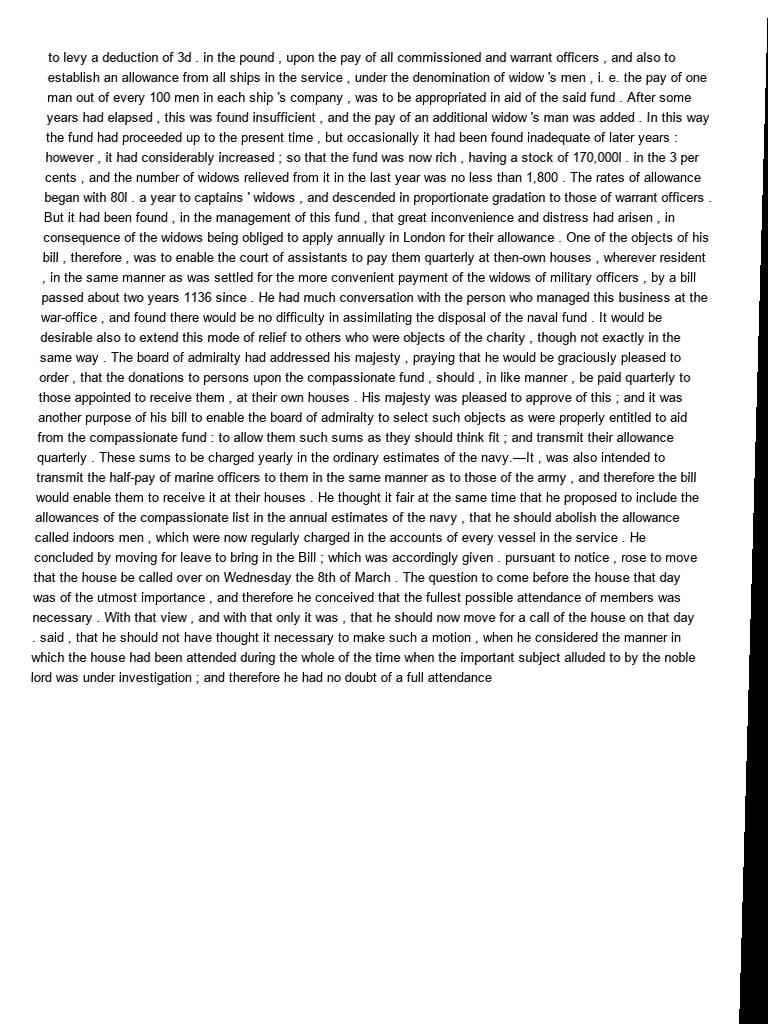 to levy a deduction of 3d . in the pound , upon the pay of all commissioned and warrant officers , and also to
establish an allowance from all ships in the service , under the denomination of widow 's men , i. e. the pay of one
man out of every 100 men in each ship 's company , was to be appropriated in aid of the said fund . After some
years had elapsed , this was found insufficient , and the pay of an additional widow 's man was added . In this way
the fund had proceeded up to the present time , but occasionally it had been found inadequate of later years :
however , it had considerably increased ; so that the fund was now rich , having a stock of 170,000l . in the 3 per
cents , and the number of widows relieved from it in the last year was no less than 1,800 . The rates of allowance
began with 80l . a year to captains ' widows , and descended in proportionate gradation to those of warrant officers .
But it had been found , in the management of this fund , that great inconvenience and distress had arisen , in
consequence of the widows being obliged to apply annually in London for their allowance . One of the objects of his
bill , therefore , was to enable the court of assistants to pay them quarterly at then-own houses , wherever resident
, in the same manner as was settled for the more convenient payment of the widows of military officers , by a bill
passed about two years 1136 since . He had much conversation with the person who managed this business at the
war-office , and found there would be no difficulty in assimilating the disposal of the naval fund . It would be
desirable also to extend this mode of relief to others who were objects of the charity , though not exactly in the
same way . The board of admiralty had addressed his majesty , praying that he would be graciously pleased to
order , that the donations to persons upon the compassionate fund , should , in like manner , be paid quarterly to
those appointed to receive them , at their own houses . His majesty was pleased to approve of this ; and it was
another purpose of his bill to enable the board of admiralty to select such objects as were properly entitled to aid
from the compassionate fund : to allow them such sums as they should think fit ; and transmit their allowance
quarterly . These sums to be charged yearly in the ordinary estimates of the navy.—It , was also intended to
transmit the half-pay of marine officers to them in the same manner as to those of the army , and therefore the bill
would enable them to receive it at their houses . He thought it fair at the same time that he proposed to include the
allowances of the compassionate list in the annual estimates of the navy , that he should abolish the allowance
called indoors men , which were now regularly charged in the accounts of every vessel in the service . He
concluded by moving for leave to bring in the Bill ; which was accordingly given . pursuant to notice , rose to move
that the house be called over on Wednesday the 8th of March . The question to come before the house that day
was of the utmost importance , and therefore he conceived that the fullest possible attendance of members was
necessary . With that view , and with that only it was , that he should now move for a call of the house on that day
. said , that he should not have thought it necessary to make such a motion , when he considered the manner in
which the house had been attended during the whole of the time when the important subject alluded to by the noble
lord was under investigation ; and therefore he had no doubt of a full attendance